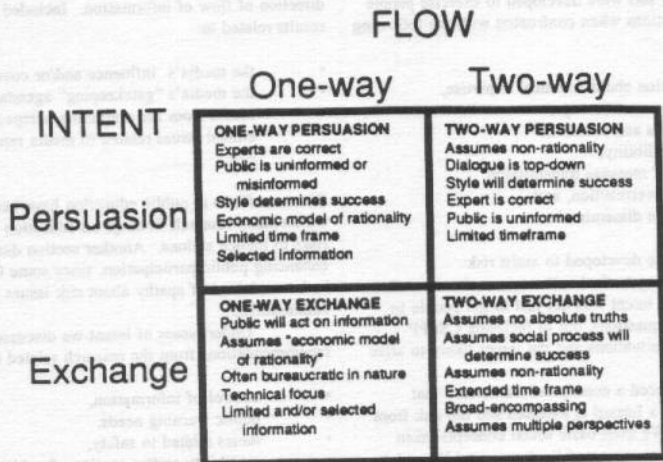 FLOW
One-way Two-way
INTENT
Persuasion
ONE-WAY PERSUASION
Experts are correct
Public is uninformed or
misinformed
Style determines success
Economic model of rationality
Limited time frame
Selected information
TWO-WAY PERSUASION
Assumes non-rationality
Dialogue is top-down
Style will determine success
Expert is correct
Public is uninformed
Limited timeframe
Exchange
ONE-WAY EXCHANGE
Public will act on information
Assumes "economic model
of rationality"
Often bureaucratic in nature
Technical focus
Limited and/or selected
information
TWO-WAY EXCHANGE
Assumes no absolute truths
Assumes social process will
determine success
Assumes non-rationality
Extended time frame
Broad-encompassing
Assumes multiple perspectives